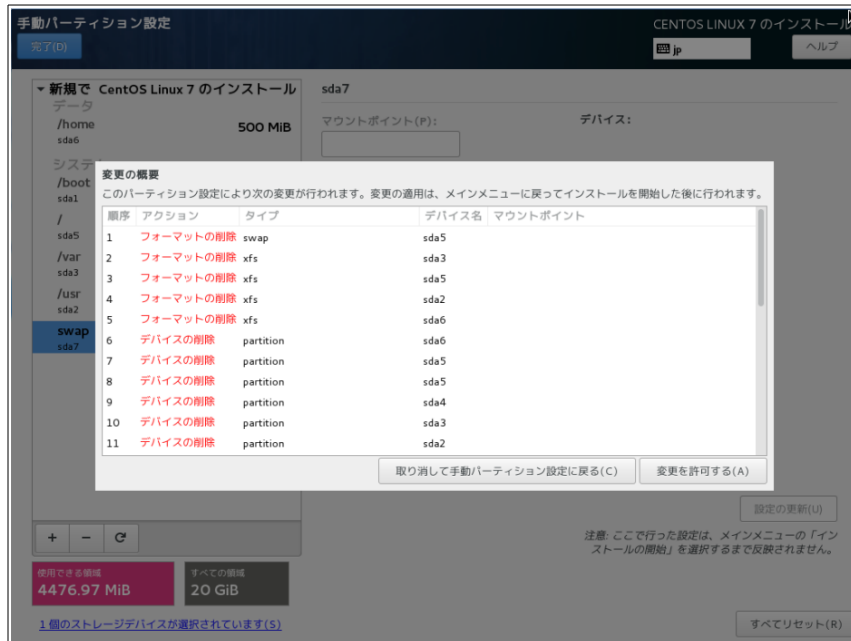 手動パーティション設定
CENTOS LINUX 7 のインストール
完了(D)
jp
ヘルプ
新規で CentOS Linux 7 のインストール
sda7
データ
/home
500 MiB
sda6
マウントポイント(P):
デバイス:
システ
/boot
sda1
/
sda5
/var
sda3
/usr
sda2
swap
sda7
変更の概要
このパーティション設定により次の変更が行われます。変更の適用は、メインメニューに戻ってインストールを開始した後に行われます。
順序 アクション タイプ デバイス名 マウントポイント
1 フォーマットの削除 swap sda5
2 フォーマットの削除 xfs sda3
3 フォーマットの削除 xfs sda5
4 フォーマットの削除 xfs sda2
5 フォーマットの削除 xfs sda6
6 デバイスの削除 partition sda6
7 デバイスの削除 partition sda5
8 デバイスの削除 partition sda5
9 デバイスの削除 partition sda4
10 デバイスの削除 partition sda3
11 デバイスの削除 partition sda2
取り消して手動パーティション設定に戻る(C)
変更を許可する(A)
設定の更新(U)
注意: ここで行った設定は、メインメニューの「イン
ストールの開始」を選択するまで反映されません。
使用できる領域
4476.97 MiB
すべての領域
20 GiB
1 個のストレージデバイスが選択されています(S)
すべてリセット(R)